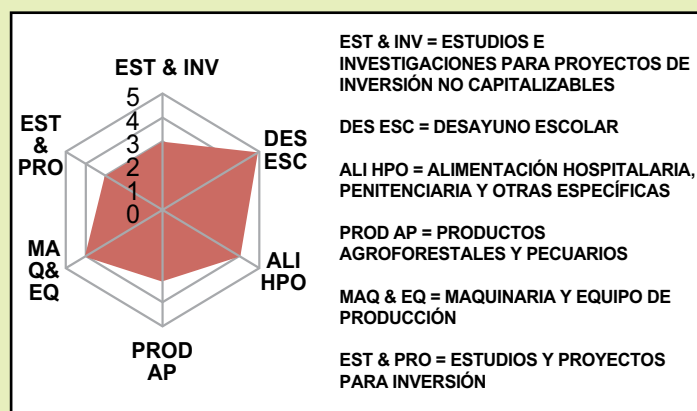 EST & INV
5
4
3
2
1
0
DES
ESC
ALI
HPO
PROD
AP
MA
Q&
EQ
EST
&
PRO
EST & INV = ESTUDIOS E
INVESTIGACIONES PARA PROYECTOS DE
INVERSIÓN NO CAPITALIZABLES
DES ESC = DESAYUNO ESCOLAR
ALI HPO = ALIMENTACIÓN HOSPITALARIA,
PENITENCIARIA Y OTRAS ESPECÍFICAS
PROD AP = PRODUCTOS
AGROFORESTALES Y PECUARIOS
MAQ & EQ = MAQUINARIA Y EQUIPO DE
PRODUCCIÓN
EST & PRO = ESTUDIOS Y PROYECTOS
PARA INVERSIÓN